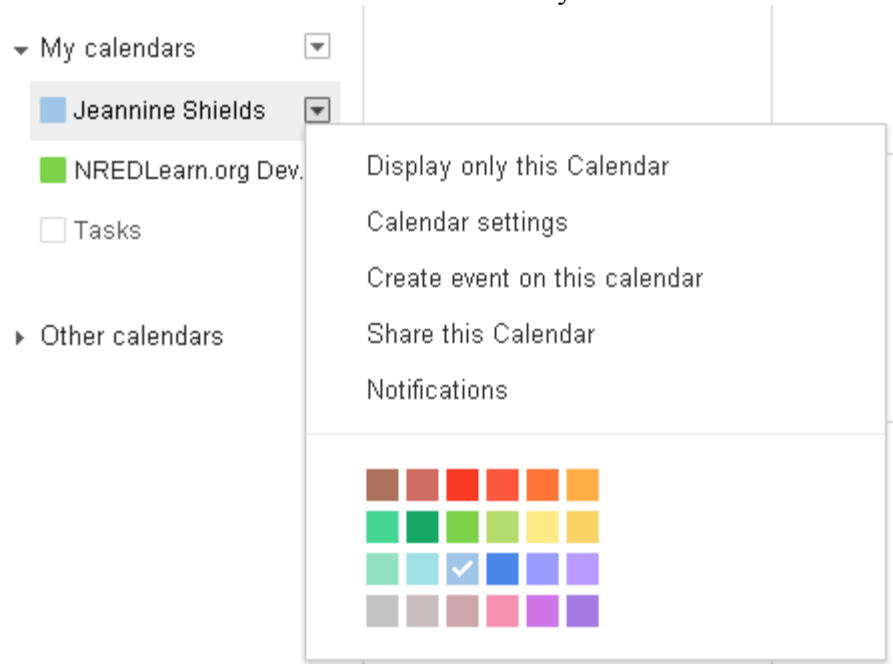 My calendars
Jeannine Shields
NREDLearn.org Dev.
Tasks
Other calendars
Display only this Calendar
Calendar settings
Create event on this calendar
Share this Calendar
Notifications